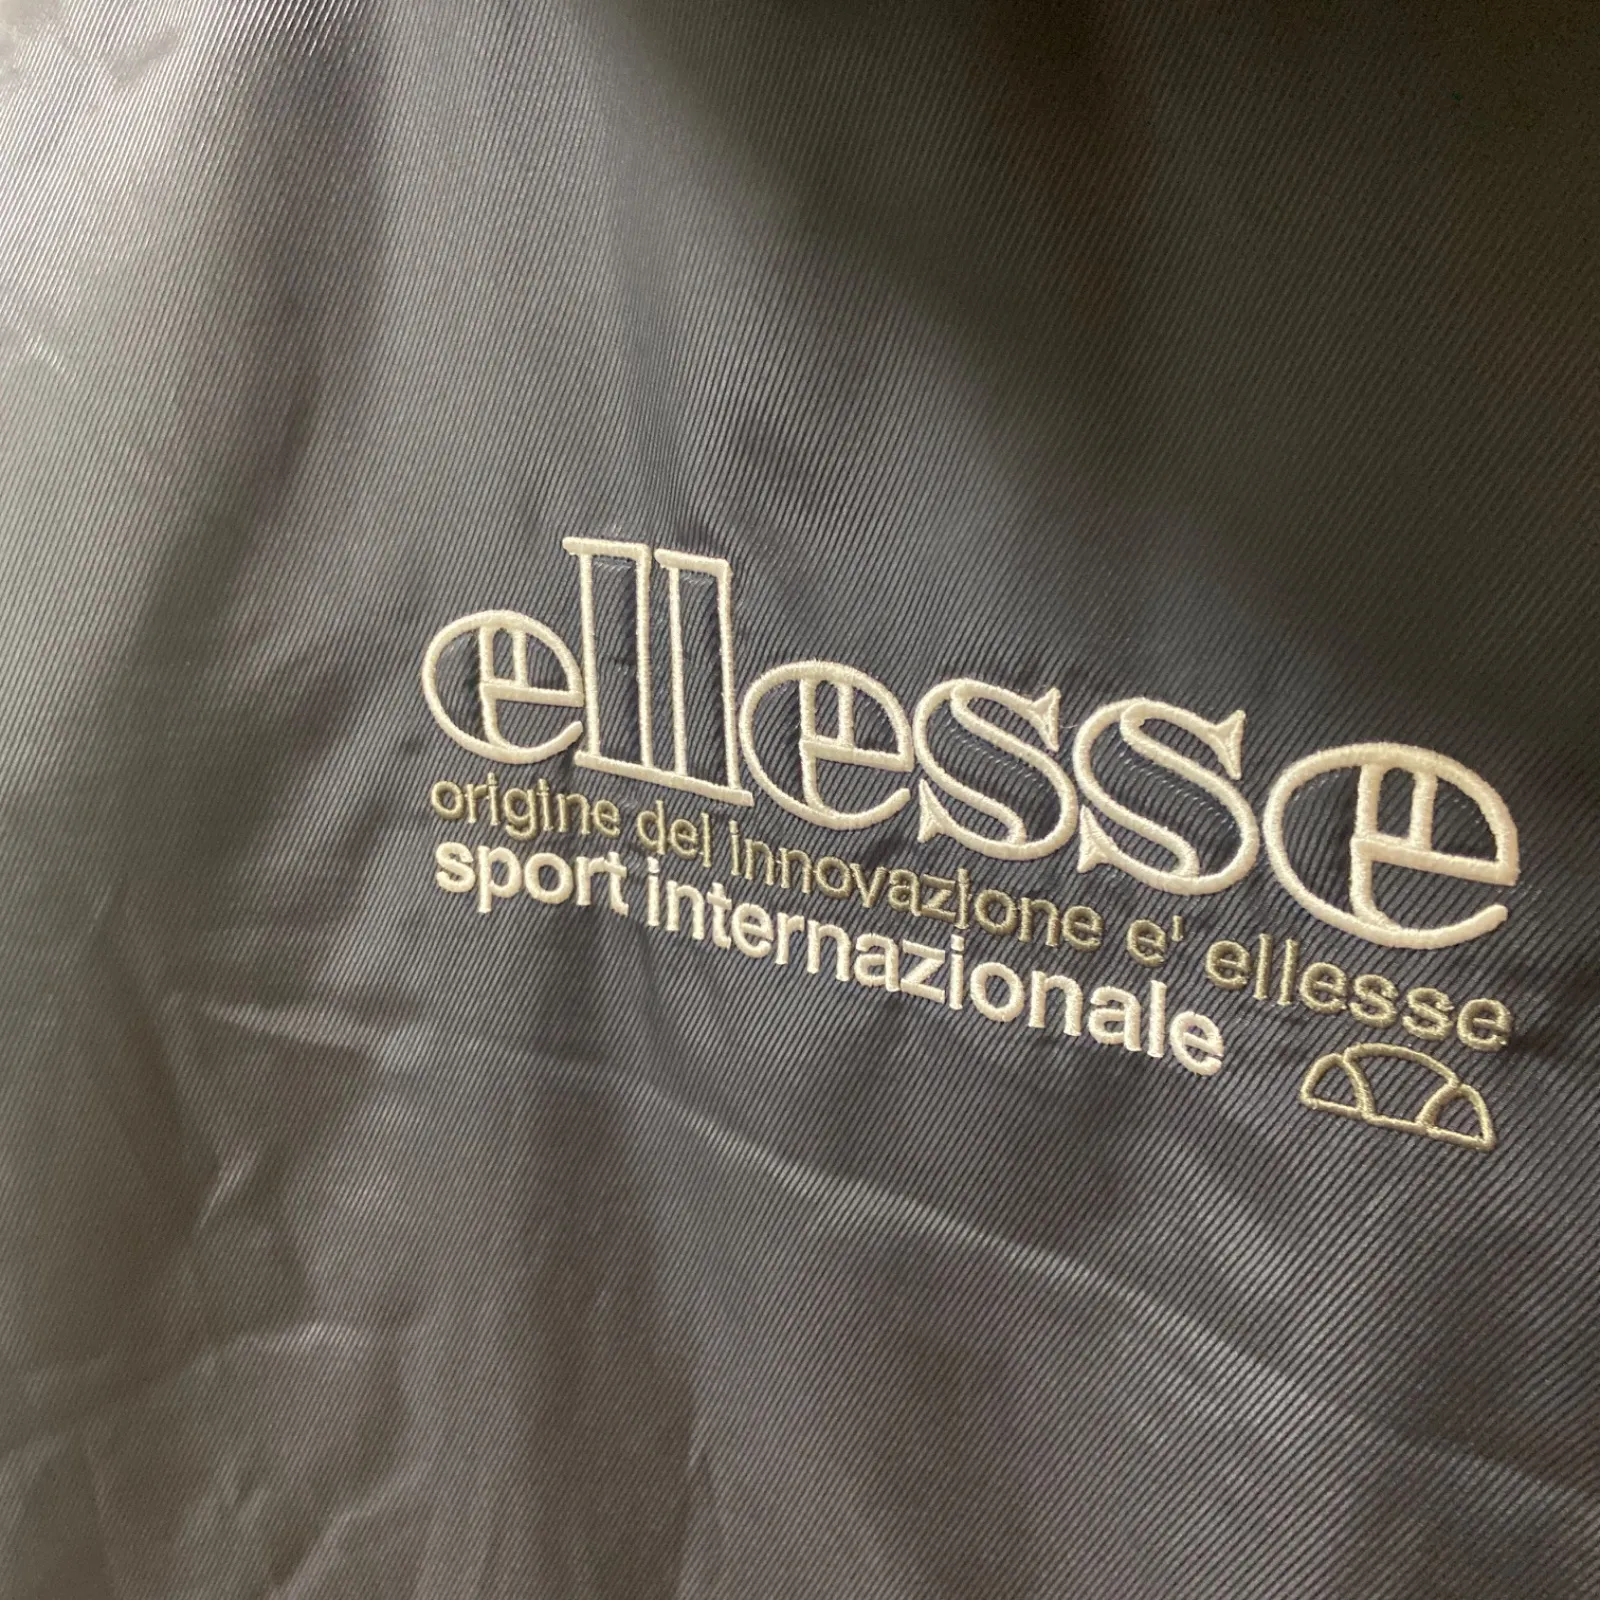 ellesse
origine del innovazione e' ellesse
sport internazionale